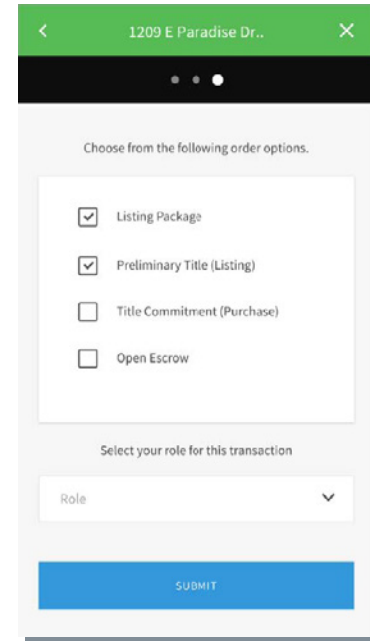 1209 E Paradise Dr..
Choose from the following order options.
Listing Package
Preliminary Title (Listing)
Title Commitment (Purchase)
Open Escrow
Select your role for this transaction
Role
SUBMIT